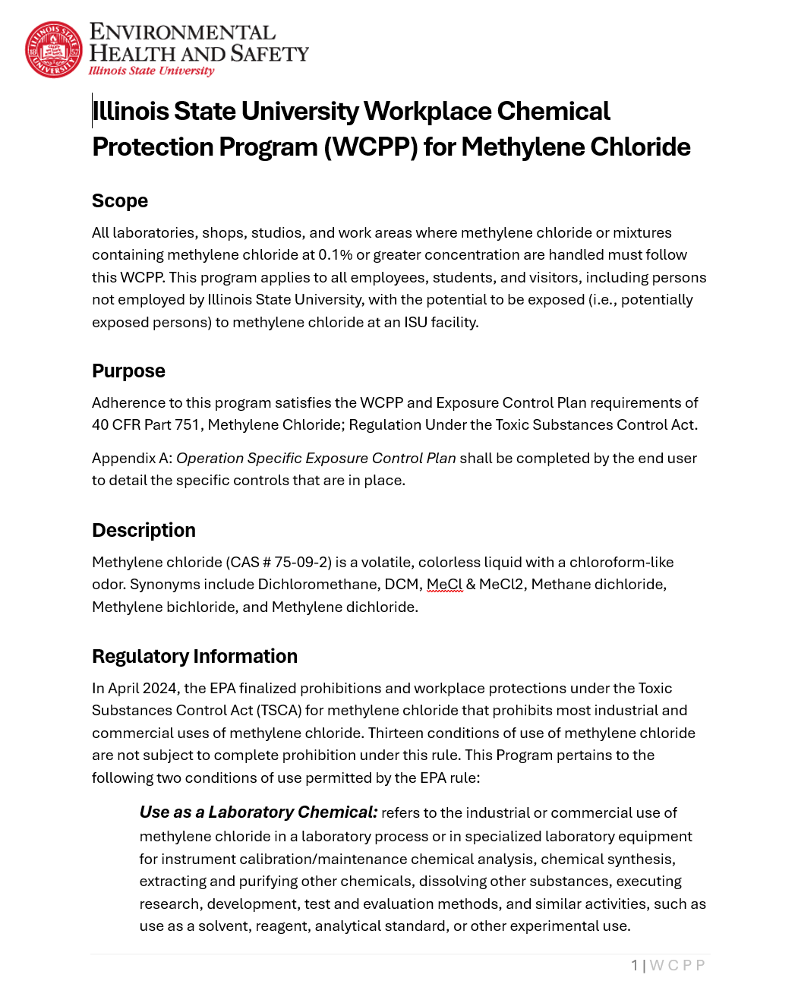 ILLINOIS STATE UNIVERSITY
18 57
ENVIRONMENTAL
HEALTH AND SAFETY
Illinois State University
Illinois State University Workplace Chemical
Protection Program (WCPP) for Methylene Chloride
Scope
All laboratories, shops, studios, and work areas where methylene chloride or mixtures
containing methylene chloride at 0.1% or greater concentration are handled must follow
this WCPP. This program applies to all employees, students, and visitors, including persons
not employed by Illinois State University, with the potential to be exposed (i.e., potentially
exposed persons) to methylene chloride at an ISU facility.
Purpose
Adherence to this program satisfies the WCPP and Exposure Control Plan requirements of
40 CFR Part 751, Methylene Chloride; Regulation Under the Toxic Substances Control Act.
Appendix A: Operation Specific Exposure Control Plan shall be completed by the end user
to detail the specific controls that are in place.
Description
Methylene chloride (CAS # 75-09-2) is a volatile, colorless liquid with a chloroform-like
odor. Synonyms include Dichloromethane, DCM, MeCl & MeCl2, Methane dichloride,
Methylene bichloride, and Methylene dichloride.
Regulatory Information
In April 2024, the EPA finalized prohibitions and workplace protections under the Toxic
Substances Control Act (TSCA) for methylene chloride that prohibits most industrial and
commercial uses of methylene chloride. Thirteen conditions of use of methylene chloride
are not subject to complete prohibition under this rule. This Program pertains to the
following two conditions of use permitted by the EPA rule:
Use as a Laboratory Chemical: refers to the industrial or commercial use of
methylene chloride in a laboratory process or in specialized laboratory equipment
for instrument calibration/maintenance chemical analysis, chemical synthesis,
extracting and purifying other chemicals, dissolving other substances, executing
research, development, test and evaluation methods, and similar activities, such as
use as a solvent, reagent, analytical standard, or other experimental use.
1 | W C P P